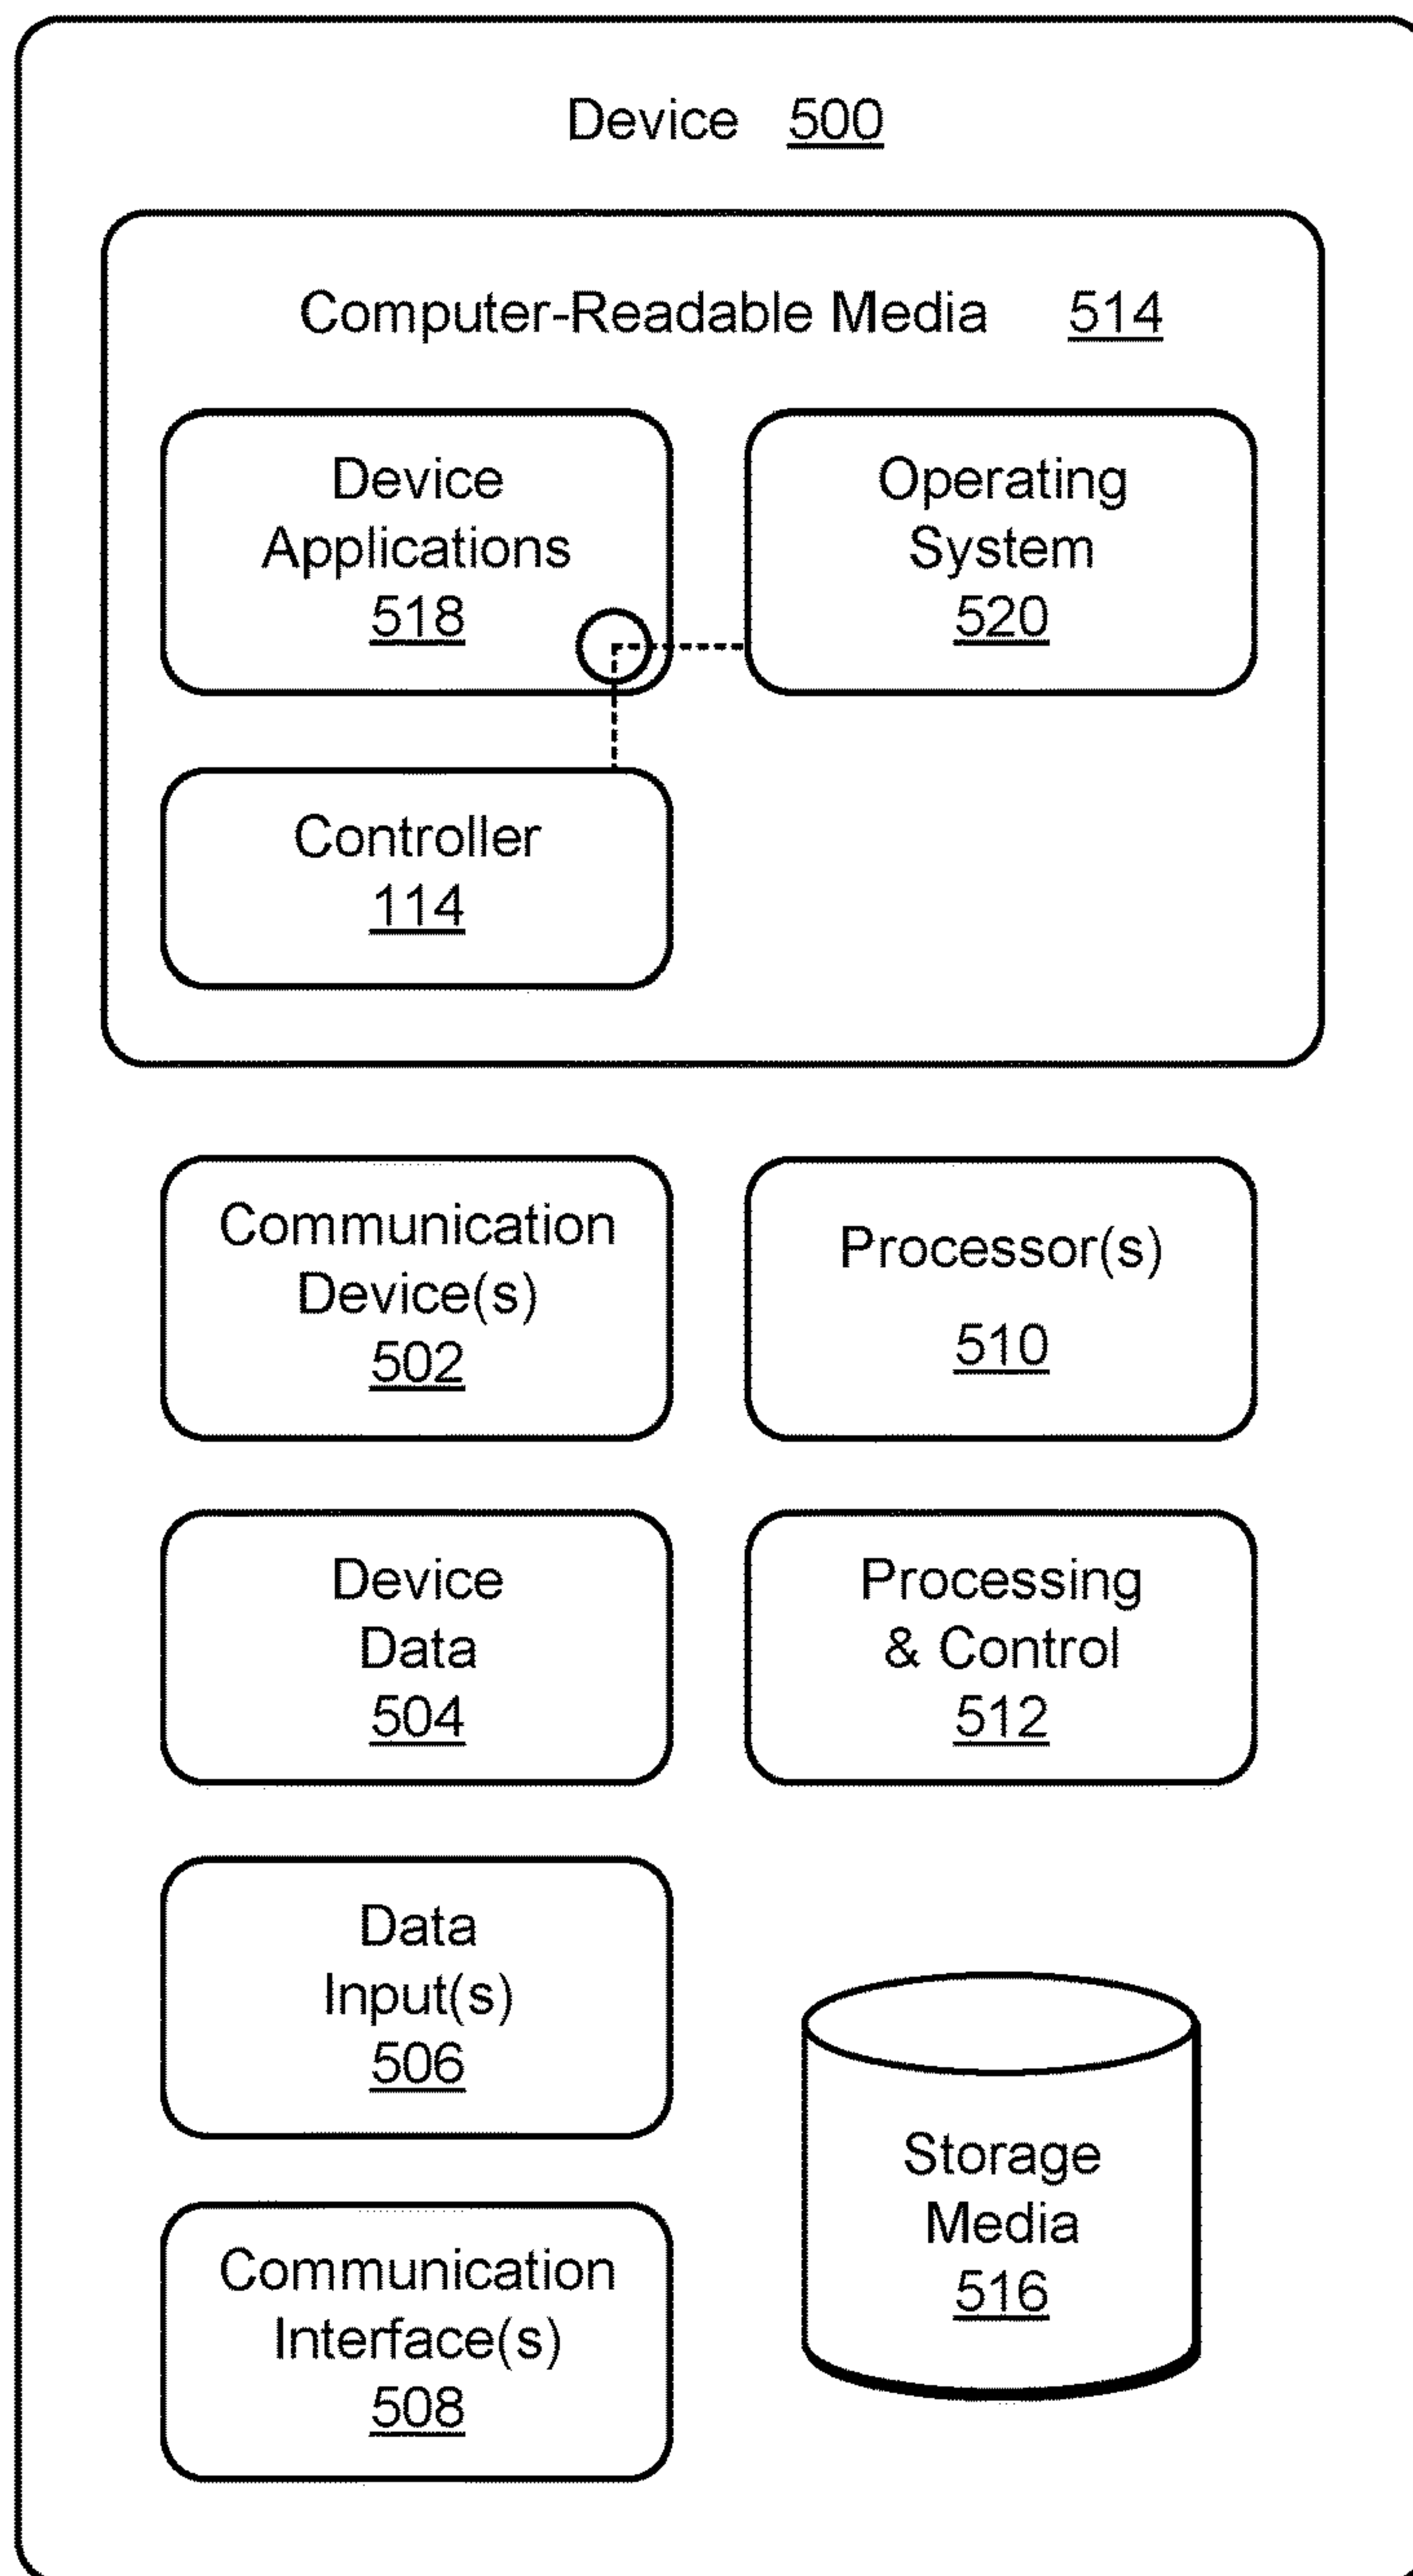 Device 500
Computer-Readable Media 514
Device
Applications
518
Operating
System
520
Controller
114
Communication
Device(s)
502
Processor(s)
510
Device
Data
504
Processing
& Control
512
Data
Input(s)
506
Storage
Media
516
Communication
Interface(s)
508